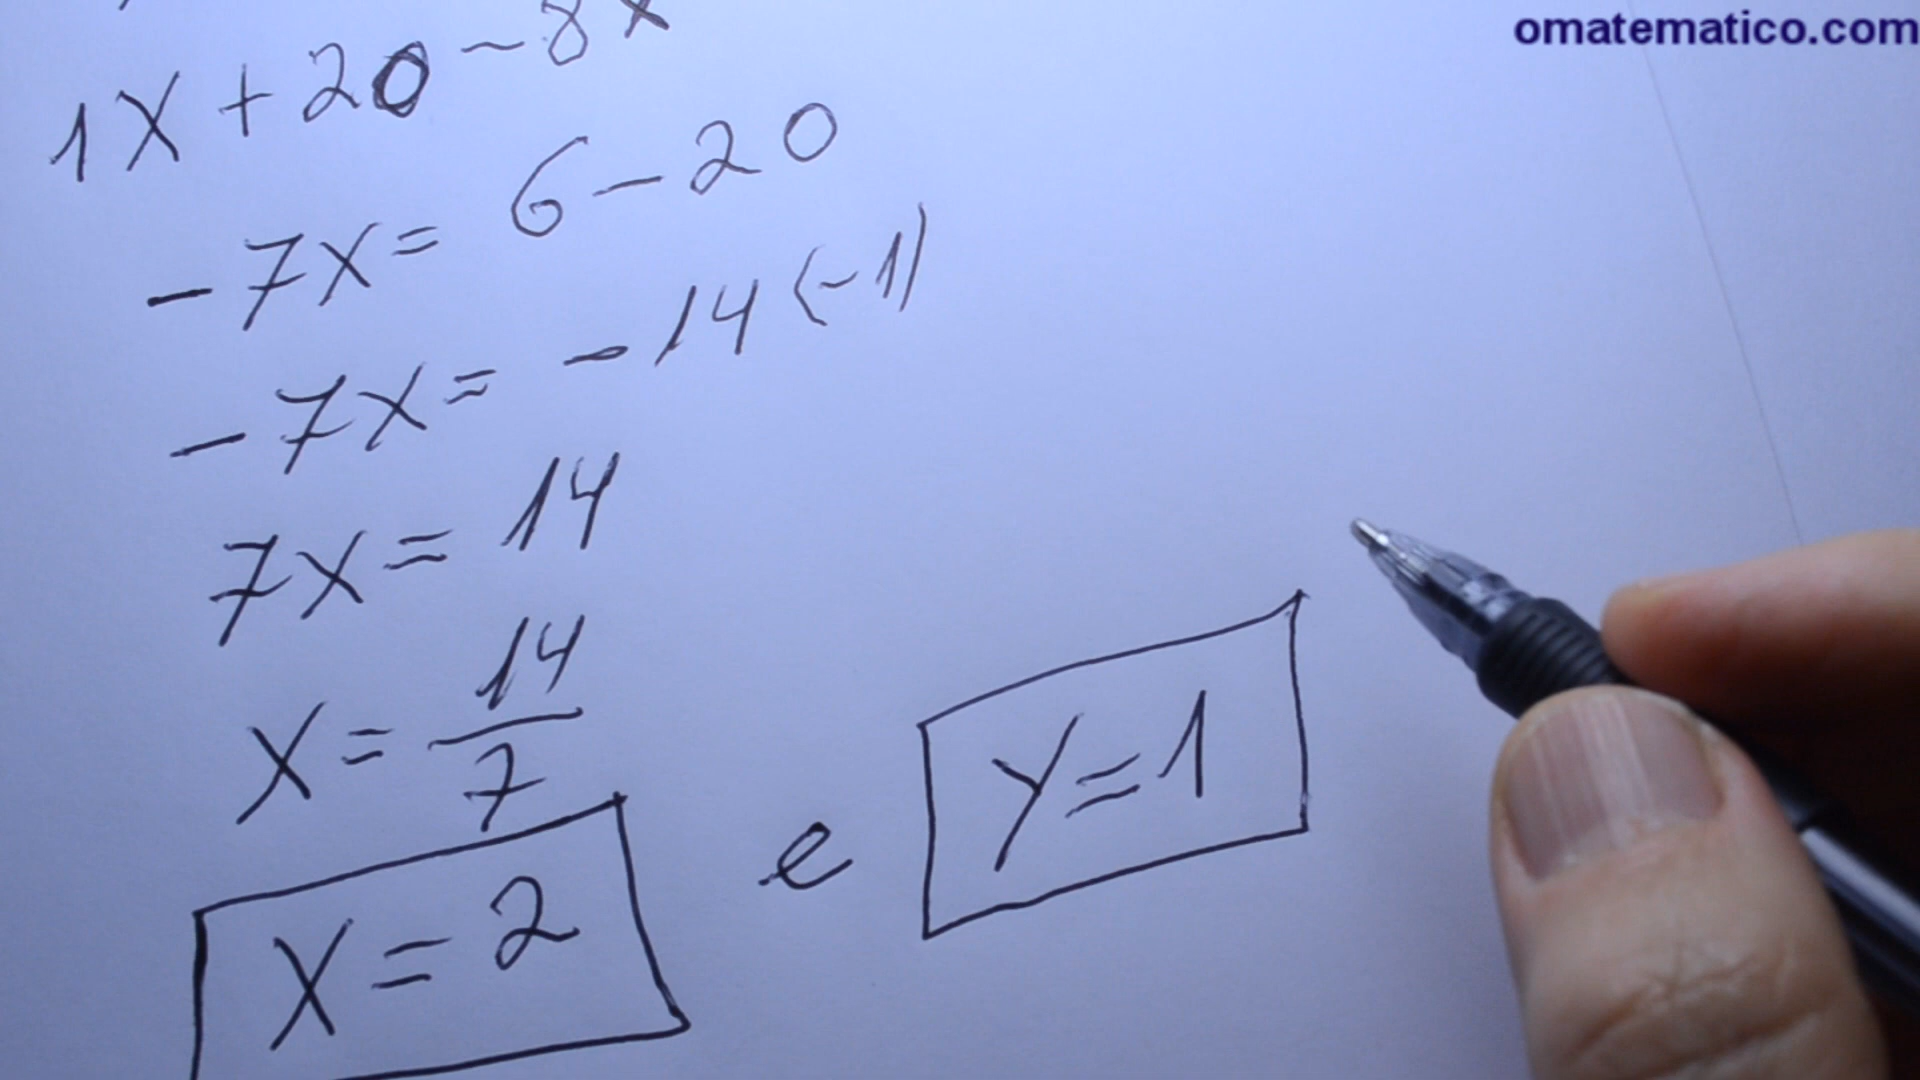 omatematico.com
1X + 20 - 8X
-7X = 6 - 20
-7X = -14 (-1)
7X = 14
X = 14/7
X = 2 e y = 1